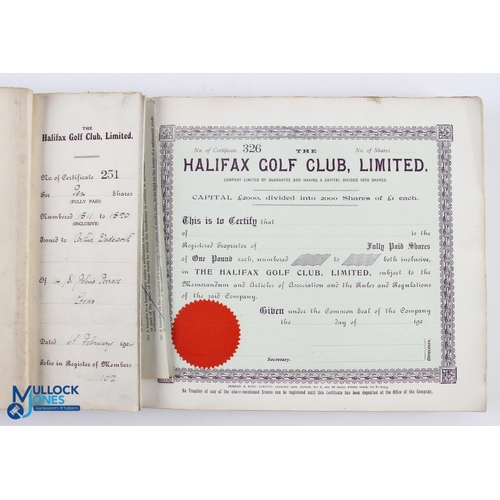 THE
Halifax Golf Club, Limited.
No. of Certificate 251
For Ten Shares
(FULLY PAID)
Numbered 1511 to 1520
(INCLUSIVE)
Issued to Arthur
Of
Leeds
Dated February
Folio in Register of Members
107
No. of Certificate 326 THE No. of Shares
HALIFAX GOLF CLUB, LIMITED.
COMPANY LIMITED BY GUARANTEE AND HAVING A CAPITAL DIVIDED INTO SHARES.
CAPITAL £2000, divided into 2000 Shares of £1 each.
This is to Certify that
of is the
Registered Proprietor of Fully Paid Shares
of One Pound each, numbered to both inclusive,
in THE HALIFAX GOLF CLUB, LIMITED, subject to the
Memorandum and Articles of Association and the Rules and Regulations
of the said Company.
Given under the Common Seal of the Company
the day of 190
Secretary.
Directors.
No Transfer of any of the above-mentioned Shares can be registered until this Certificate has been deposited at the Office of the Company.
MULLOCK
JONES